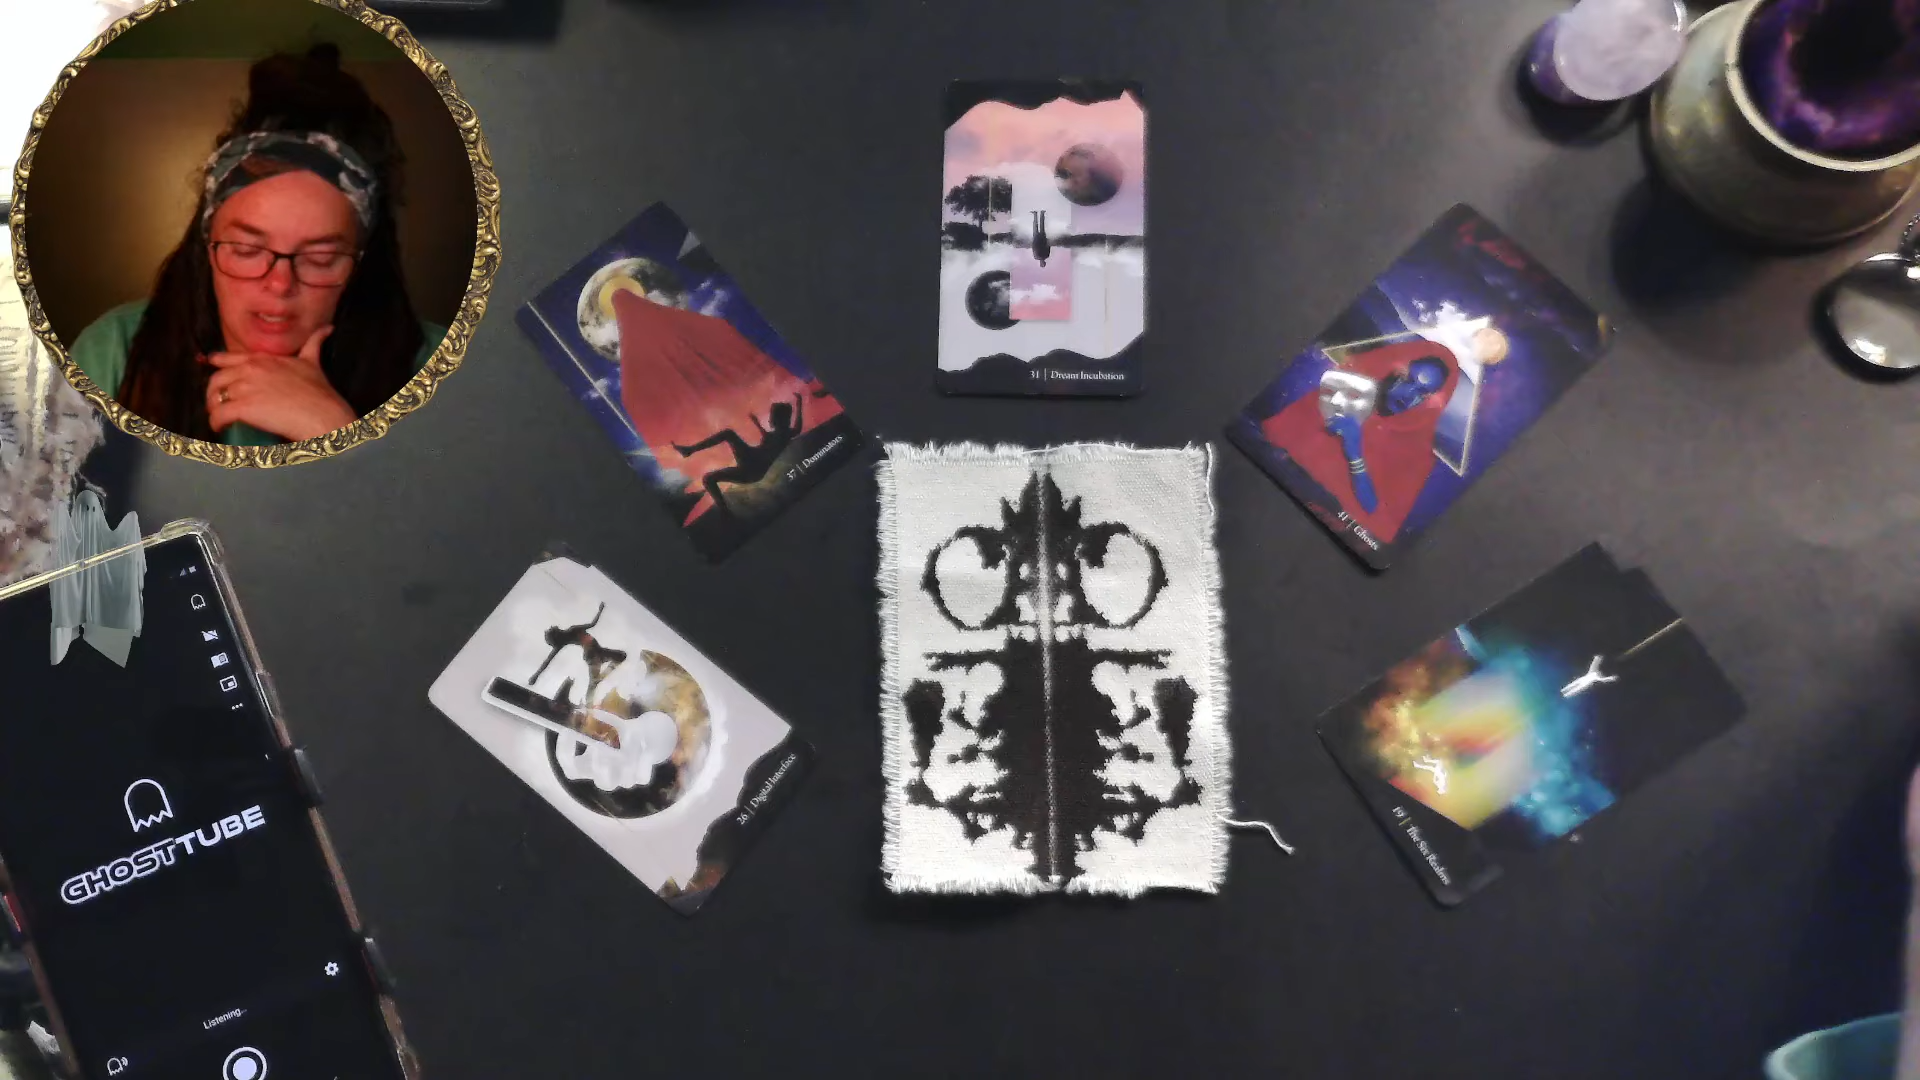 31 | Dream Incubation
37 | Dominators
41 | Ghosts
26 | Digital Interface
19 | The Six Realms
GHOSTTUBE
Listening...